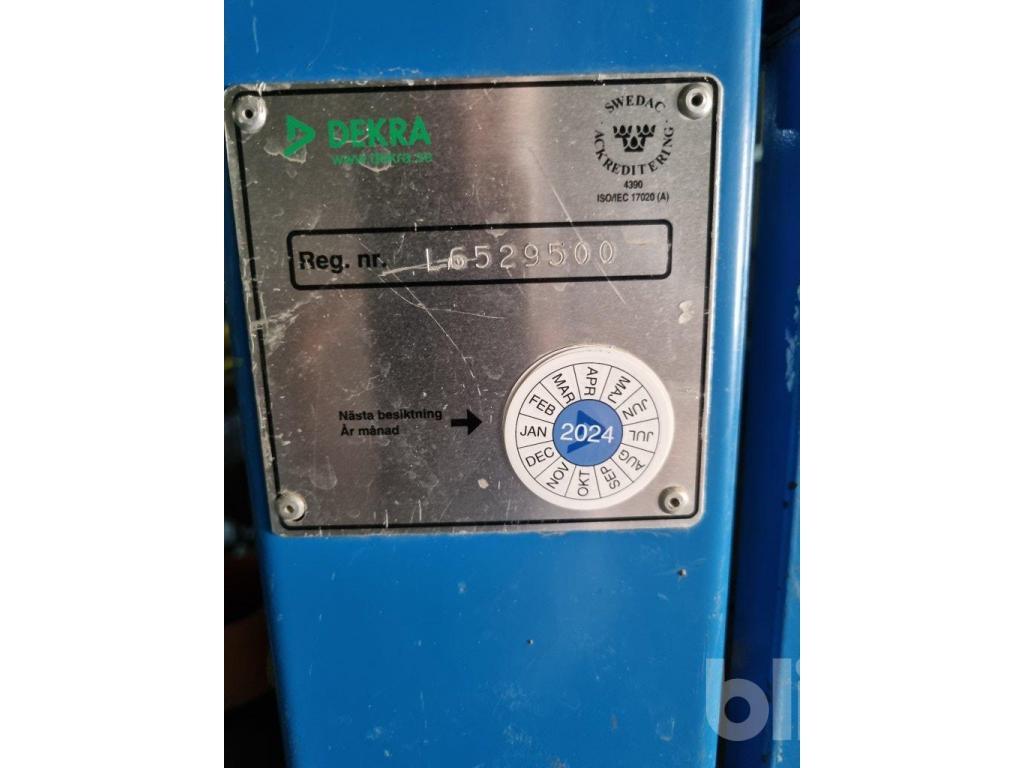 DEKRA
www.dekra.se
SWEDAC
ACKREDITERING
4390
ISO/IEC 17020 (A)
Reg. nr. L6529500
Nästa besiktning
År månad
JAN
FEB
MAR
APR
MAJ
JUN
JUL
AUG
SEP
OKT
NOV
DEC
2024